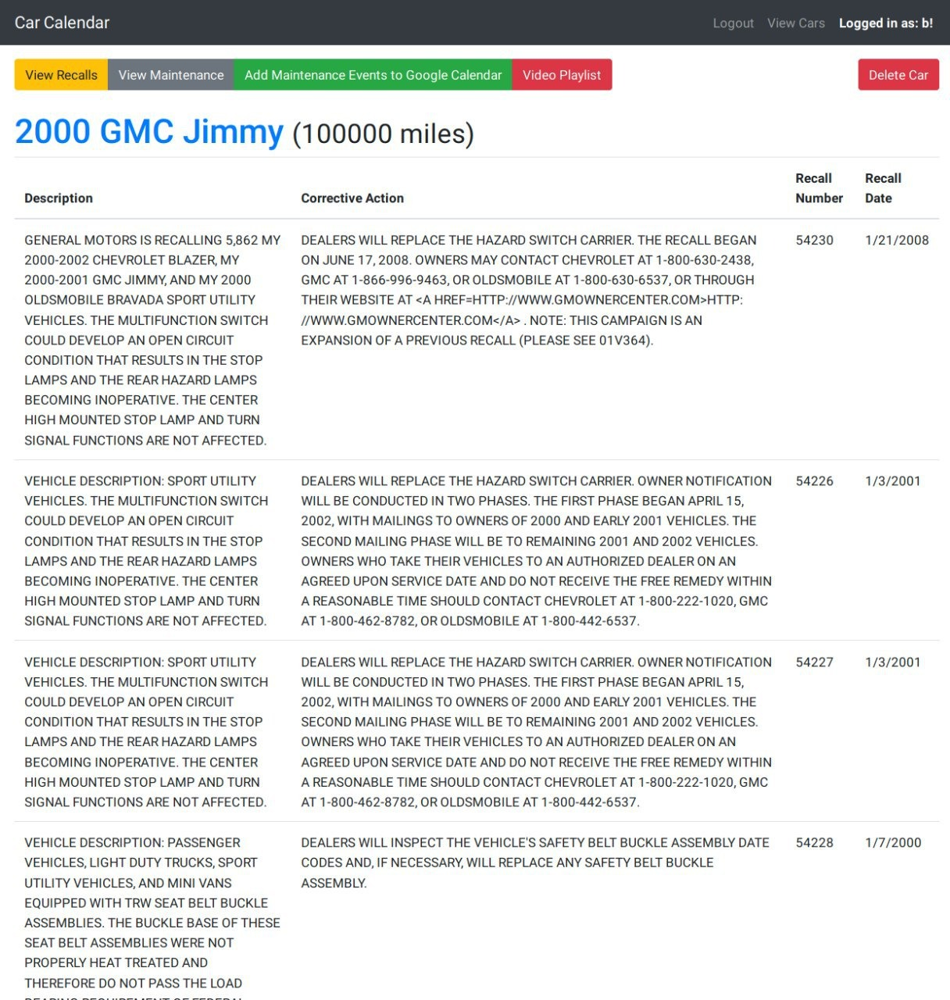 Car Calendar
Logout View Cars Logged in as: b!
View Recalls View Maintenance Add Maintenance Events to Google Calendar Video Playlist Delete Car
2000 GMC Jimmy (100000 miles)
Description Corrective Action Recall Number Recall Date
GENERAL MOTORS IS RECALLING 5,862 MY
2000-2002 CHEVROLET BLAZER, MY
2000-2001 GMC JIMMY, AND MY 2000
OLDSMOBILE BRAVADA SPORT UTILITY
VEHICLES. THE MULTIFUNCTION SWITCH
COULD DEVELOP AN OPEN CIRCUIT
CONDITION THAT RESULTS IN THE STOP
LAMPS AND THE REAR HAZARD LAMPS
BECOMING INOPERATIVE. THE CENTER
HIGH MOUNTED STOP LAMP AND TURN
SIGNAL FUNCTIONS ARE NOT AFFECTED.
DEALERS WILL REPLACE THE HAZARD SWITCH CARRIER. THE RECALL BEGAN
ON JUNE 17, 2008. OWNERS MAY CONTACT CHEVROLET AT 1-800-630-2438,
GMC AT 1-866-996-9463, OR OLDSMOBILE AT 1-800-630-6537, OR THROUGH
THEIR WEBSITE AT <A HREF=HTTP://WWW.GMOWNERCENTER.COM>HTTP:
//WWW.GMOWNERCENTER.COM</A> . NOTE: THIS CAMPAIGN IS AN
EXPANSION OF A PREVIOUS RECALL (PLEASE SEE 01V364).
54230
1/21/2008
VEHICLE DESCRIPTION: SPORT UTILITY
VEHICLES. THE MULTIFUNCTION SWITCH
COULD DEVELOP AN OPEN CIRCUIT
CONDITION THAT RESULTS IN THE STOP
LAMPS AND THE REAR HAZARD LAMPS
BECOMING INOPERATIVE. THE CENTER
HIGH MOUNTED STOP LAMP AND TURN
SIGNAL FUNCTIONS ARE NOT AFFECTED.
DEALERS WILL REPLACE THE HAZARD SWITCH CARRIER. OWNER NOTIFICATION
WILL BE CONDUCTED IN TWO PHASES. THE FIRST PHASE BEGAN APRIL 15,
2002, WITH MAILINGS TO OWNERS OF 2000 AND EARLY 2001 VEHICLES. THE
SECOND MAILING PHASE WILL BE TO REMAINING 2001 AND 2002 VEHICLES.
OWNERS WHO TAKE THEIR VEHICLES TO AN AUTHORIZED DEALER ON AN
AGREED UPON SERVICE DATE AND DO NOT RECEIVE THE FREE REMEDY WITHIN
A REASONABLE TIME SHOULD CONTACT CHEVROLET AT 1-800-222-1020, GMC
AT 1-800-462-8782, OR OLDSMOBILE AT 1-800-442-6537.
54226
1/3/2001
VEHICLE DESCRIPTION: SPORT UTILITY
VEHICLES. THE MULTIFUNCTION SWITCH
COULD DEVELOP AN OPEN CIRCUIT
CONDITION THAT RESULTS IN THE STOP
LAMPS AND THE REAR HAZARD LAMPS
BECOMING INOPERATIVE. THE CENTER
HIGH MOUNTED STOP LAMP AND TURN
SIGNAL FUNCTIONS ARE NOT AFFECTED.
DEALERS WILL REPLACE THE HAZARD SWITCH CARRIER. OWNER NOTIFICATION
WILL BE CONDUCTED IN TWO PHASES. THE FIRST PHASE BEGAN APRIL 15,
2002, WITH MAILINGS TO OWNERS OF 2000 AND EARLY 2001 VEHICLES. THE
SECOND MAILING PHASE WILL BE TO REMAINING 2001 AND 2002 VEHICLES.
OWNERS WHO TAKE THEIR VEHICLES TO AN AUTHORIZED DEALER ON AN
AGREED UPON SERVICE DATE AND DO NOT RECEIVE THE FREE REMEDY WITHIN
A REASONABLE TIME SHOULD CONTACT CHEVROLET AT 1-800-222-1020, GMC
AT 1-800-462-8782, OR OLDSMOBILE AT 1-800-442-6537.
54227
1/3/2001
VEHICLE DESCRIPTION: PASSENGER
VEHICLES, LIGHT DUTY TRUCKS, SPORT
UTILITY VEHICLES, AND MINI VANS
EQUIPPED WITH TRW SEAT BELT BUCKLE
ASSEMBLIES. THE BUCKLE BASE OF THESE
SEAT BELT ASSEMBLIES WERE NOT
PROPERLY HEAT TREATED AND
THEREFORE DO NOT PASS THE LOAD
DEALERS WILL INSPECT THE VEHICLE'S SAFETY BELT BUCKLE ASSEMBLY DATE
CODES AND, IF NECESSARY, WILL REPLACE ANY SAFETY BELT BUCKLE
ASSEMBLY.
54228
1/7/2000